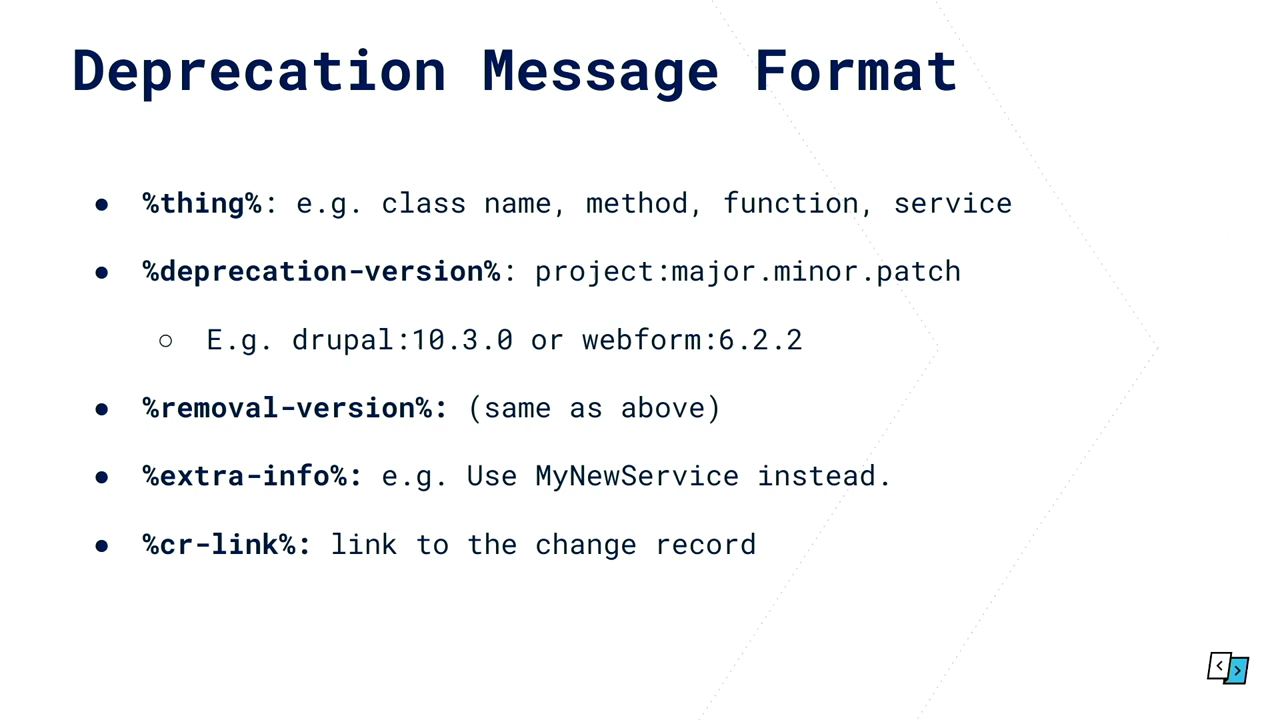 Deprecation Message Format
● %thing%: e.g. class name, method, function, service
● %deprecation-version%: project:major.minor.patch
○ E.g. drupal:10.3.0 or webform:6.2.2
● %removal-version%: (same as above)
● %extra-info%: e.g. Use MyNewService instead.
● %cr-link%: link to the change record